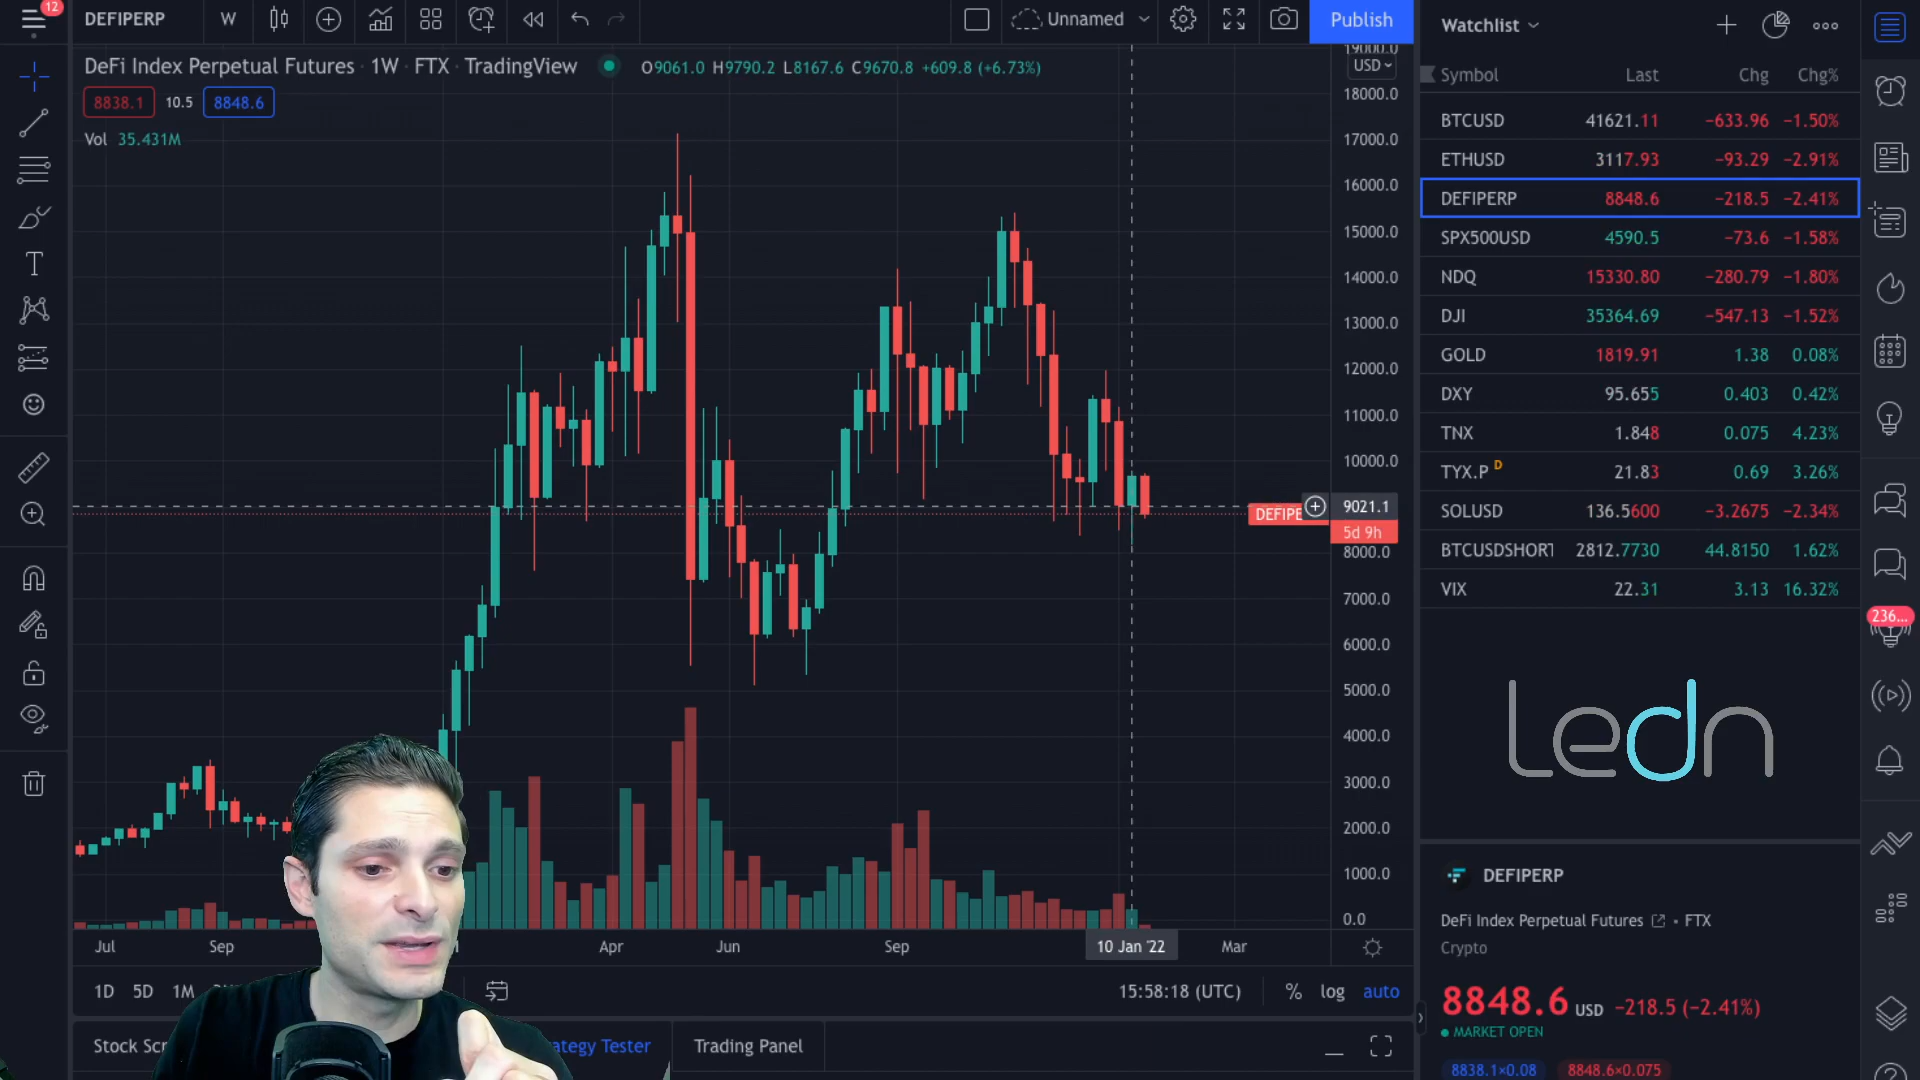 12
DEFIPERP W Unnamed Publish
DeFi Index Perpetual Futures · 1W · FTX · TradingView O9061.0 H9790.2 L8167.6 C9670.8 +609.8 (+6.73%)
8838.1 10.5 8848.6
Vol 35.431M
19000.0
USD
18000.0
17000.0
16000.0
15000.0
14000.0
13000.0
12000.0
11000.0
10000.0
DEFIPE 9021.1
5d 9h
8000.0
7000.0
6000.0
5000.0
4000.0
3000.0
2000.0
1000.0
0.0
Jul Sep Apr Jun Sep 10 Jan '22 Mar
1D 5D 1M 15:58:18 (UTC) % log auto
Stock Scr ategy Tester Trading Panel
Watchlist
Symbol Last Chg Chg%
BTCUSD 41621.11 −633.96 −1.50%
ETHUSD 3117.93 −93.29 −2.91%
DEFIPERP 8848.6 −218.5 −2.41%
SPX500USD 4590.5 −73.6 −1.58%
NDQ 15330.80 −280.79 −1.80%
DJI 35364.69 −547.13 −1.52%
GOLD 1819.91 1.38 0.08%
DXY 95.655 0.403 0.42%
TNX 1.848 0.075 4.23%
TYX.P D 21.83 0.69 3.26%
SOLUSD 136.5600 −3.2675 −2.34%
BTCUSDSHORT 2812.7730 44.8150 1.62%
VIX 22.31 3.13 16.32%
236...
ledn
DEFIPERP
DeFi Index Perpetual Futures • FTX
Crypto
8848.6 USD −218.5 (−2.41%)
MARKET OPEN
8838.1×0.08 8848.6×0.075